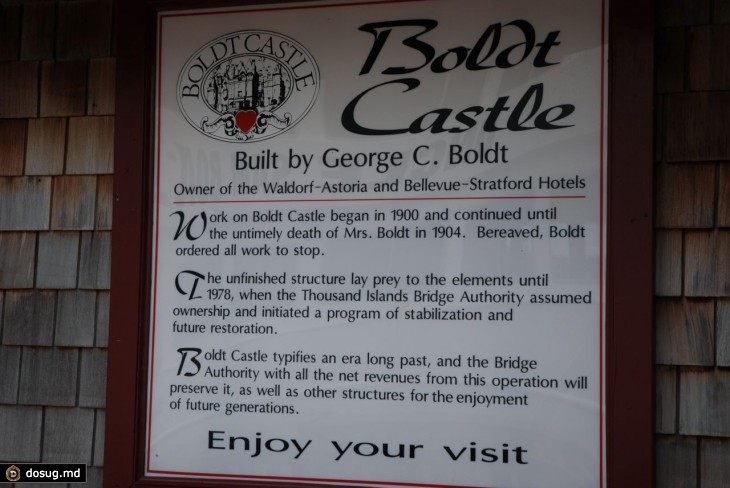 BOLDT CASTLE
Boldt
Castle
Built by George C. Boldt
Owner of the Waldorf-Astoria and Bellevue-Stratford Hotels
Work on Boldt Castle began in 1900 and continued until
the untimely death of Mrs. Boldt in 1904. Bereaved, Boldt
ordered all work to stop.
The unfinished structure lay prey to the elements until
1978, when the Thousand Islands Bridge Authority assumed
ownership and initiated a program of stabilization and
future restoration.
Boldt Castle typifies an era long past, and the Bridge
Authority with all the net revenues from this operation will
preserve it, as well as other structures for the enjoyment
of future generations.
Enjoy your visit
dosug.md